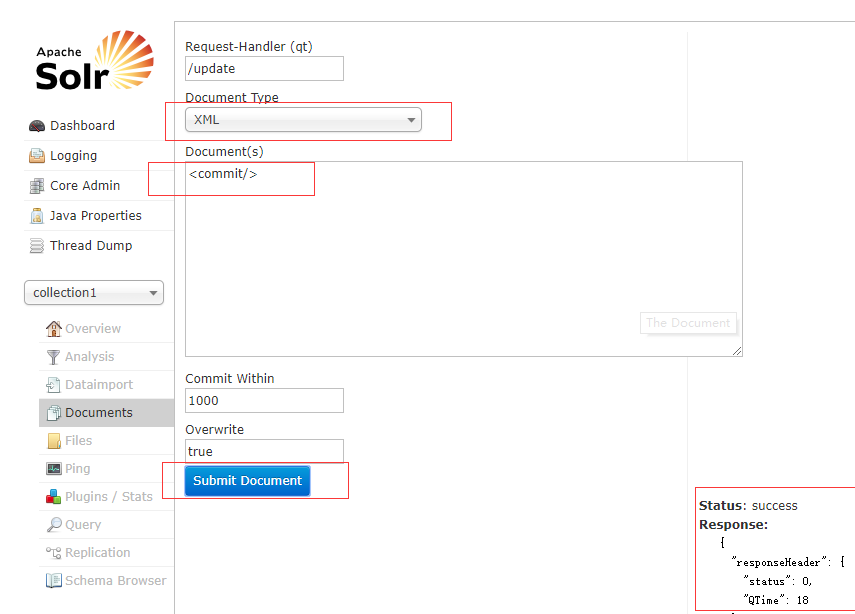 Apache
Solr
Dashboard
Logging
Core Admin
Java Properties
Thread Dump
collection1
Overview
Analysis
Dataimport
Documents
Files
Ping
Plugins / Stats
Query
Replication
Schema Browser
Request-Handler (qt)
/update
Document Type
XML
Document(s)
<commit/>
The Document
Commit Within
1000
Overwrite
true
Submit Document
Status: success
Response:
{
"responseHeader": {
"status": 0,
"QTime": 18